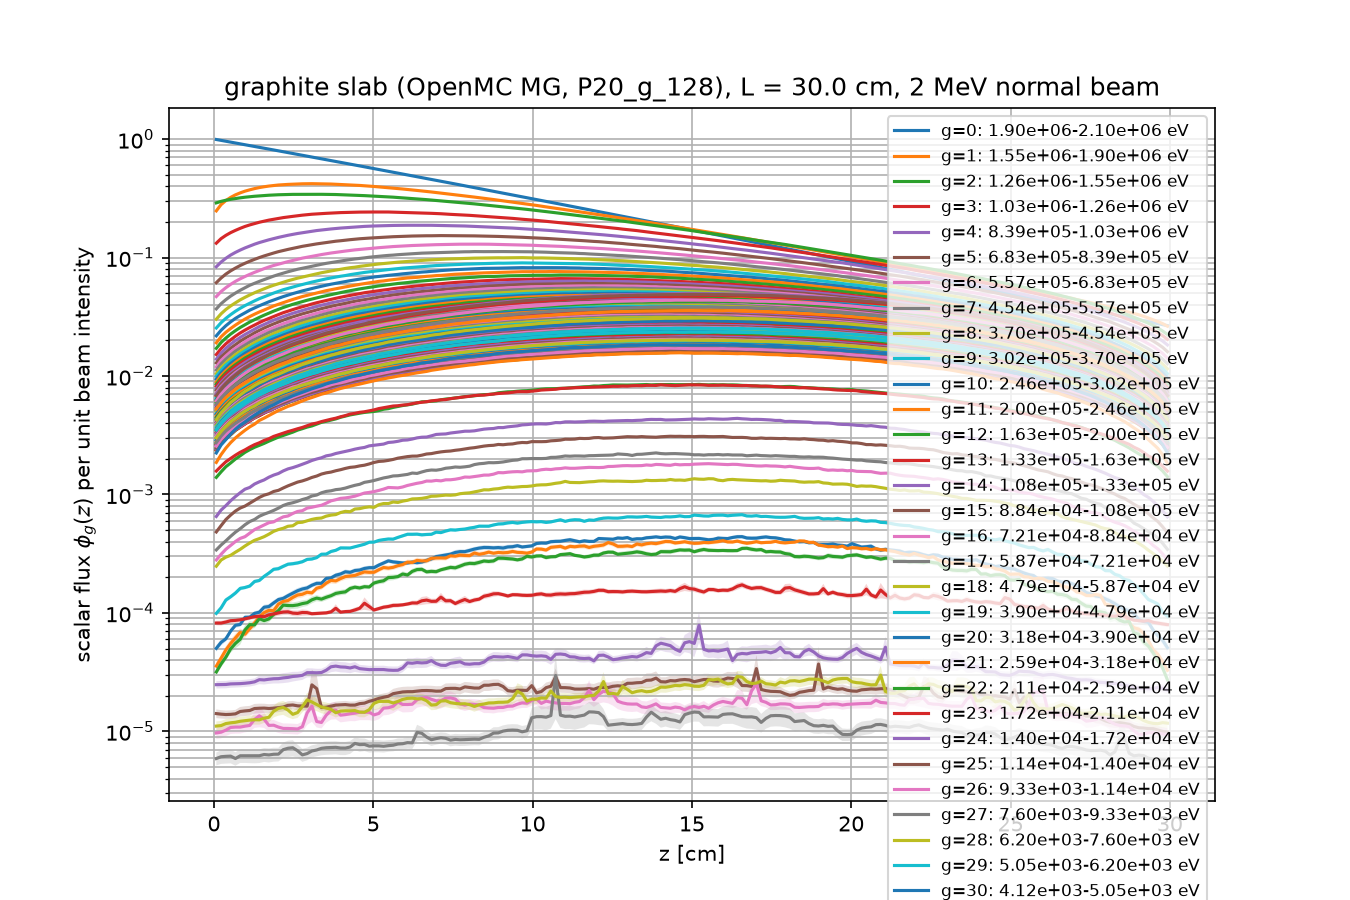 graphite slab (OpenMC MG, P20_g_128), L = 30.0 cm, 2 MeV normal beam
scalar flux ϕg(z) per unit beam intensity
10⁰
10⁻¹
10⁻²
10⁻³
10⁻⁴
10⁻⁵
g=0: 1.90e+06-2.10e+06 eV
g=1: 1.55e+06-1.90e+06 eV
g=2: 1.26e+06-1.55e+06 eV
g=3: 1.03e+06-1.26e+06 eV
g=4: 8.39e+05-1.03e+06 eV
g=5: 6.83e+05-8.39e+05 eV
g=6: 5.57e+05-6.83e+05 eV
g=7: 4.54e+05-5.57e+05 eV
g=8: 3.70e+05-4.54e+05 eV
g=9: 3.02e+05-3.70e+05 eV
g=10: 2.46e+05-3.02e+05 eV
g=11: 2.00e+05-2.46e+05 eV
g=12: 1.63e+05-2.00e+05 eV
g=13: 1.33e+05-1.63e+05 eV
g=14: 1.08e+05-1.33e+05 eV
g=15: 8.84e+04-1.08e+05 eV
g=16: 7.21e+04-8.84e+04 eV
g=17: 5.87e+04-7.21e+04 eV
g=18: 4.79e+04-5.87e+04 eV
g=19: 3.90e+04-4.79e+04 eV
g=20: 3.18e+04-3.90e+04 eV
g=21: 2.59e+04-3.18e+04 eV
g=22: 2.11e+04-2.59e+04 eV
g=23: 1.72e+04-2.11e+04 eV
g=24: 1.40e+04-1.72e+04 eV
g=25: 1.14e+04-1.40e+04 eV
g=26: 9.33e+03-1.14e+04 eV
g=27: 7.60e+03-9.33e+03 eV
g=28: 6.20e+03-7.60e+03 eV
g=29: 5.05e+03-6.20e+03 eV
g=30: 4.12e+03-5.05e+03 eV
0 5 10 15 20 25 30
z [cm]